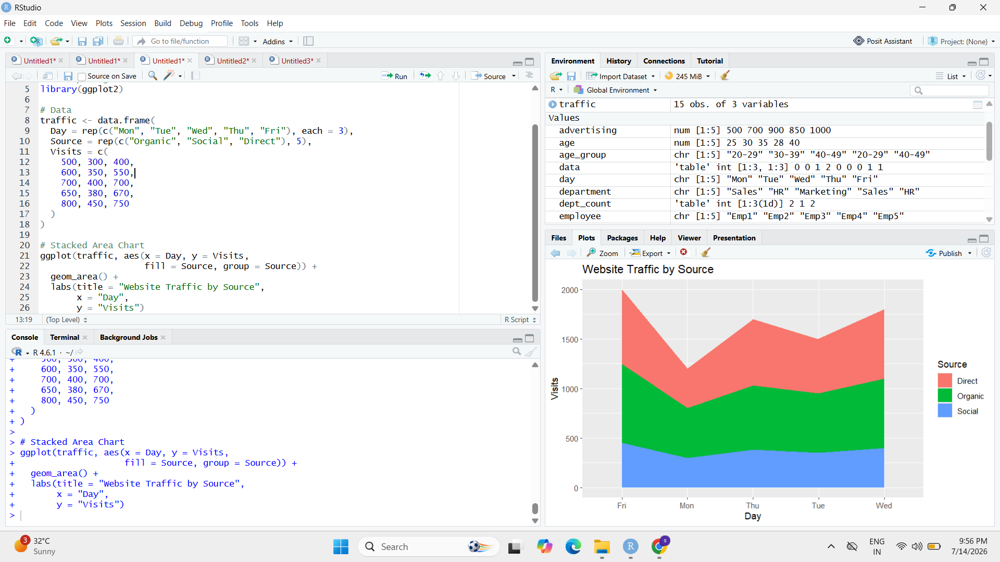 RStudio
File Edit Code View Plots Session Build Debug Profile Tools Help
Go to file/function Addins Posit Assistant Project: (None)
Untitled1* Untitled1* Untitled1* Untitled2* Untitled3*
Source on Save Run Source
5 library(ggplot2)
6
7 # Data
8 traffic <- data.frame(
9 Day = rep(c("Mon", "Tue", "Wed", "Thu", "Fri"), each = 3),
10 Source = rep(c("Organic", "Social", "Direct"), 5),
11 Visits = c(
12 500, 300, 400,
13 600, 350, 550,
14 700, 400, 700,
15 650, 380, 670,
16 800, 450, 750
17 )
18 )
19
20 # Stacked Area Chart
21 ggplot(traffic, aes(x = Day, y = Visits,
22 fill = Source, group = Source)) +
23 geom_area() +
24 labs(title = "Website Traffic by Source",
25 x = "Day",
26 y = "Visits")
13:19 (Top Level) R Script
Console Terminal Background Jobs
R 4.6.1 · ~/
+ 500, 300, 400,
+ 600, 350, 550,
+ 700, 400, 700,
+ 650, 380, 670,
+ 800, 450, 750
+ )
+ )
>
> # Stacked Area Chart
> ggplot(traffic, aes(x = Day, y = Visits,
+ fill = Source, group = Source)) +
+ geom_area() +
+ labs(title = "Website Traffic by Source",
+ x = "Day",
+ y = "Visits")
>
Environment History Connections Tutorial
Import Dataset 245 MiB List
R Global Environment
traffic 15 obs. of 3 variables
Values
advertising num [1:5] 500 700 900 850 1000
age num [1:5] 25 30 35 28 40
age_group chr [1:5] "20-29" "30-39" "40-49" "20-29" "40-49"
data 'table' int [1:3, 1:3] 0 0 1 2 0 0 0 1 1
day chr [1:5] "Mon" "Tue" "Wed" "Thu" "Fri"
department chr [1:5] "Sales" "HR" "Marketing" "Sales" "HR"
dept_count 'table' int [1:3(1d)] 2 1 2
employee chr [1:5] "Emp1" "Emp2" "Emp3" "Emp4" "Emp5"
Files Plots Packages Help Viewer Presentation
Zoom Export Publish
Website Traffic by Source
2000
1500
1000
500
0
Visits
Fri Mon Thu Tue Wed
Day
Source
Direct
Organic
Social
3
32°C
Sunny
Search
S
ENG
IN
9:56 PM
7/14/2026